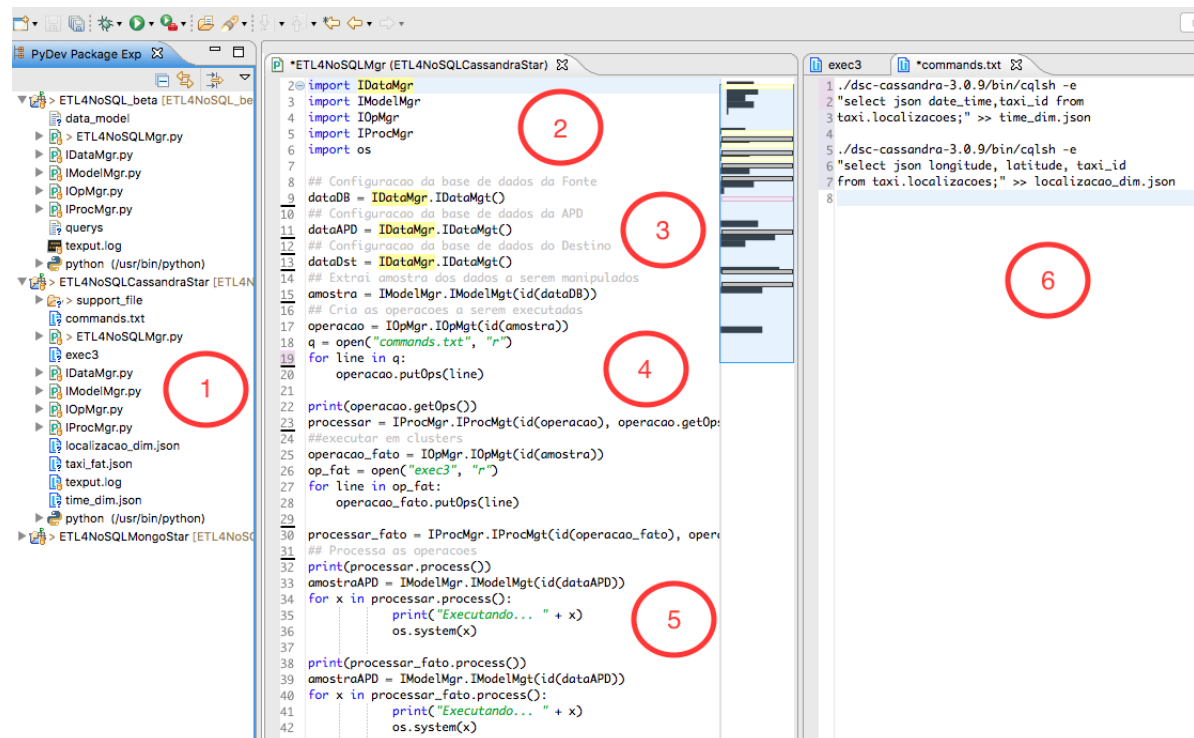 PyDev Package Exp
> ETL4NoSQL_beta [ETL4NoSQL_be
data_model
> ETL4NoSQLMgr.py
IDataMgr.py
IModelMgr.py
IOpMgr.py
IProcMgr.py
querys
texput.log
python (/usr/bin/python)
> ETL4NoSQLCassandraStar [ETL4N
> support_file
commands.txt
> ETL4NoSQLMgr.py
exec3
IDataMgr.py
IModelMgr.py
IOpMgr.py
IProcMgr.py
localizacao_dim.json
taxi_fat.json
texput.log
time_dim.json
python (/usr/bin/python)
> ETL4NoSQLMongoStar [ETL4NoSC
1
*ETL4NoSQLMgr (ETL4NoSQLCassandraStar)
2 import IDataMgr
3 import IModelMgr
4 import IOpMgr
5 import IProcMgr
6 import os
7
8 ## Configuracao da base de dados da Fonte
9 dataDB = IDataMgr.IDataMgt()
10 ## Configuracao da base de dados da APD
11 dataAPD = IDataMgr.IDataMgt()
12 ## Configuracao da base de dados do Destino
13 dataDst = IDataMgr.IDataMgt()
14 ## Extrai amostra dos dados a serem manipulados
15 amostra = IModelMgr.IModelMgt(id(dataDB))
16 ## Cria as operacoes a serem executadas
17 operacao = IOpMgr.IOpMgt(id(amostra))
18 q = open("commands.txt", "r")
19 for line in q:
20 operacao.putOps(line)
21
22 print(operacao.getOps())
23 processar = IProcMgr.IProcMgt(id(operacao), operacao.getOp
24 ##executar em clusters
25 operacao_fato = IOpMgr.IOpMgt(id(amostra))
26 op_fat = open("exec3", "r")
27 for line in op_fat:
28 operacao_fato.putOps(line)
29
30 processar_fato = IProcMgr.IProcMgt(id(operacao_fato), oper
31 ## Processa as operacoes
32 print(processar.process())
33 amostraAPD = IModelMgr.IModelMgt(id(dataAPD))
34 for x in processar.process():
35 print("Executando... " + x)
36 os.system(x)
37
38 print(processar_fato.process())
39 amostraAPD = IModelMgr.IModelMgt(id(dataAPD))
40 for x in processar_fato.process():
41 print("Executando... " + x)
42 os.system(x)
2
3
4
5
exec3
*commands.txt
1 ./dsc-cassandra-3.0.9/bin/cqlsh -e
2 "select json date_time,taxi_id from
3 taxi.localizacoes;" >> time_dim.json
4
5 ./dsc-cassandra-3.0.9/bin/cqlsh -e
6 "select json longitude, latitude, taxi_id
7 from taxi.localizacoes;" >> localizacao_dim.json
8
6